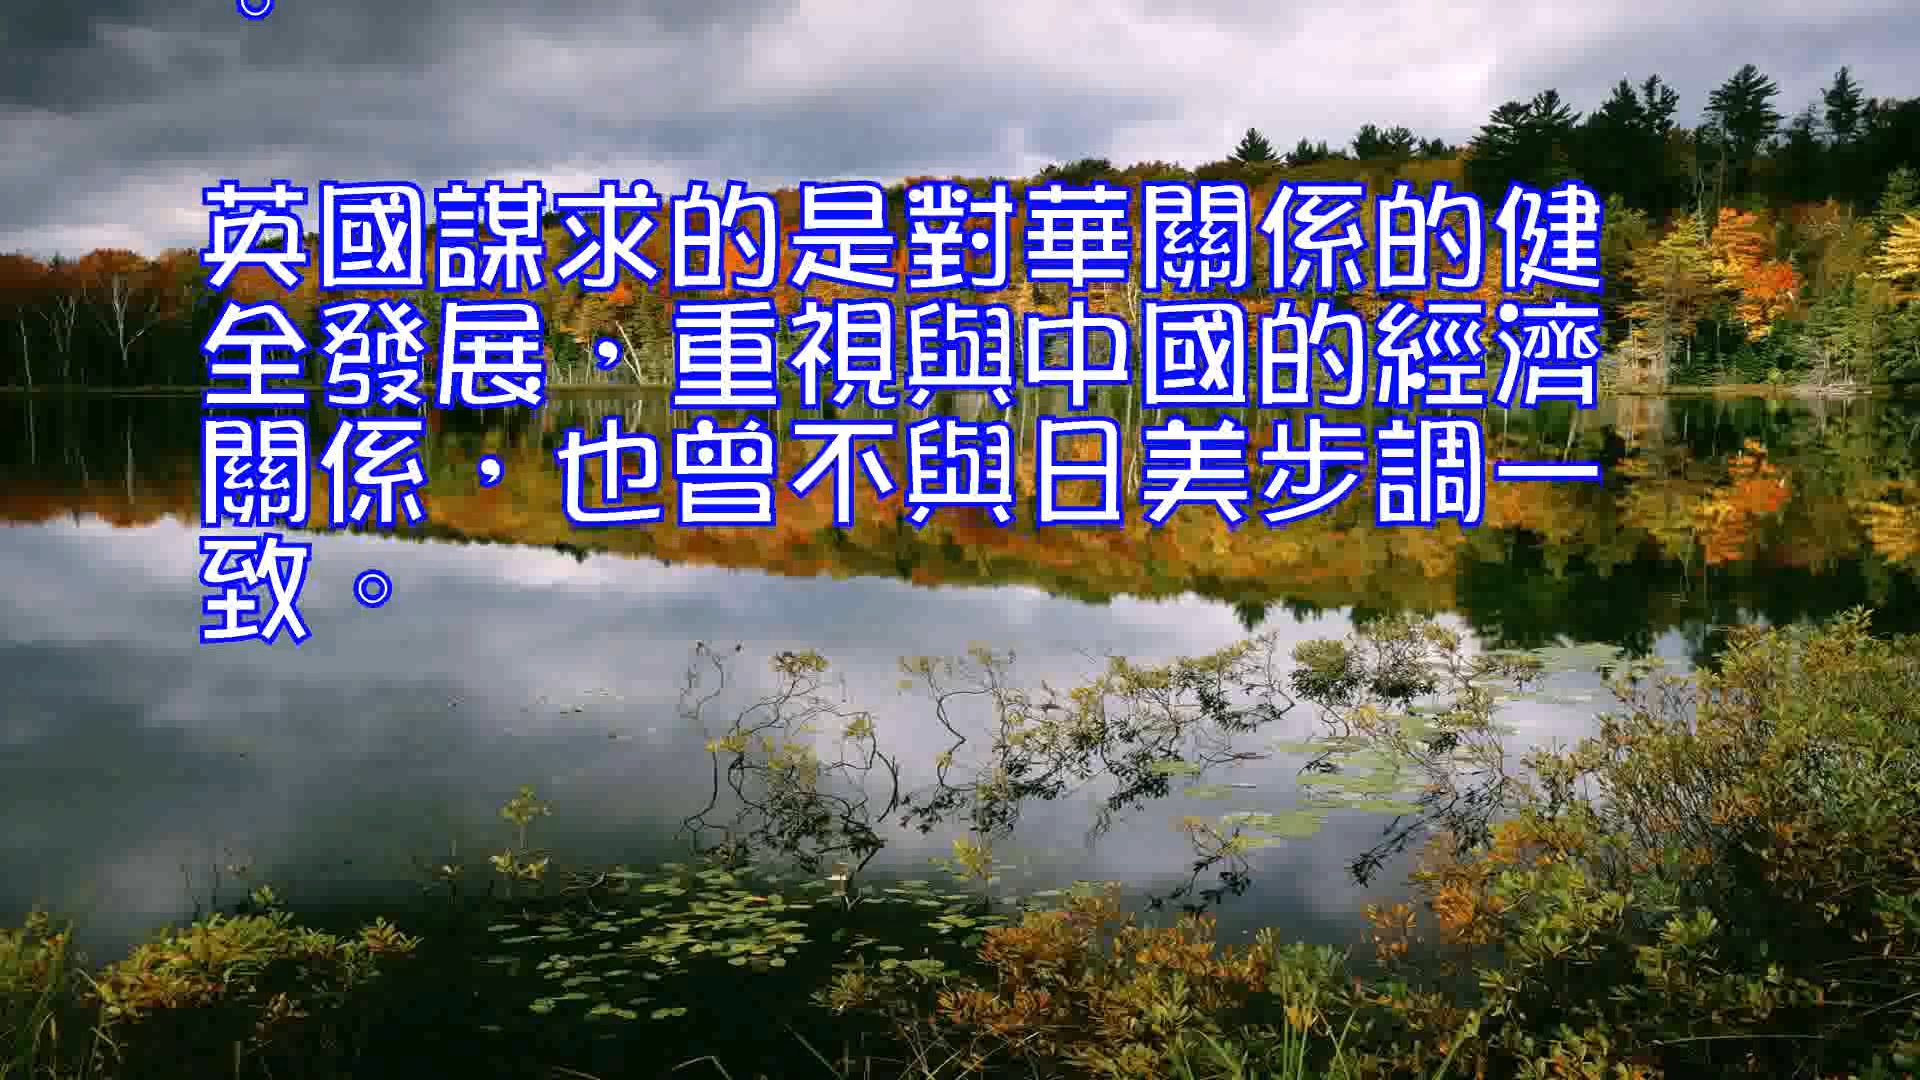 。
英國謀求的是對華關係的健
全發展，重視與中國的經濟
關係，也曾不與日美步調一
致。